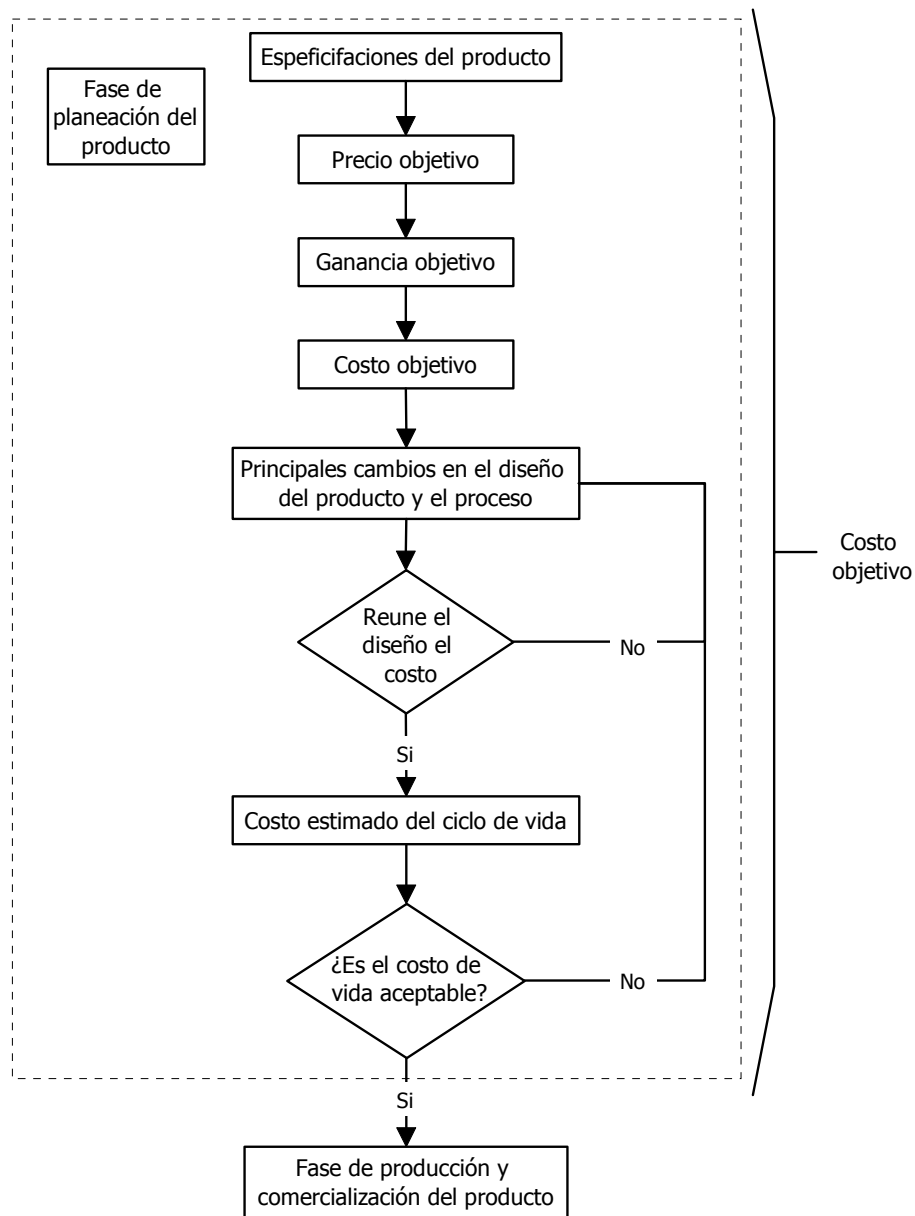 Espeficifaciones del producto
Fase de
planeación del
producto
Precio objetivo
Ganancia objetivo
Costo objetivo
Principales cambios en el diseño
del producto y el proceso
Costo
objetivo
Reune el
diseño el
costo
No
Si
Costo estimado del ciclo de vida
¿Es el costo de
vida aceptable?
No
Si
Fase de producción y
comercialización del producto